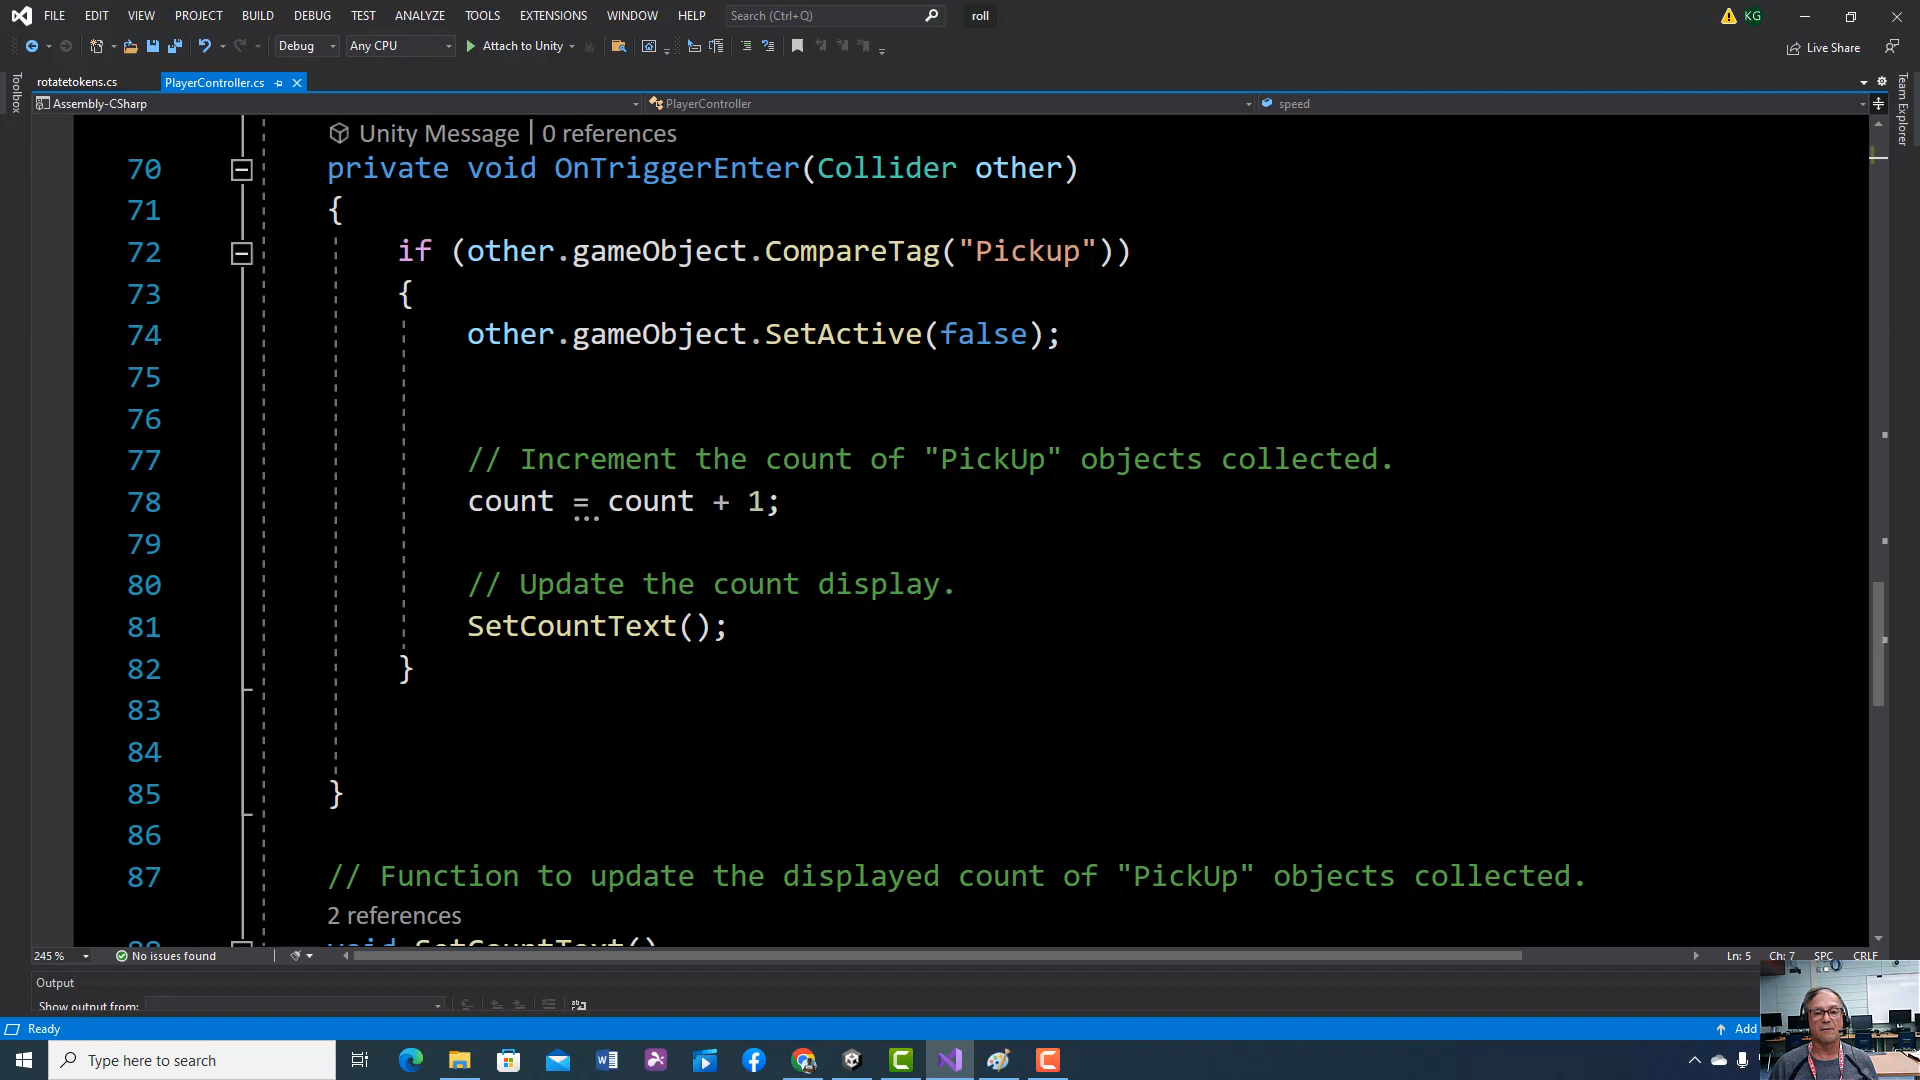 FILE EDIT VIEW PROJECT BUILD DEBUG TEST ANALYZE TOOLS EXTENSIONS WINDOW HELP Search (Ctrl+Q) roll KG
Debug Any CPU Attach to Unity Live Share
rotatetokens.cs PlayerController.cs
Assembly-CSharp PlayerController speed
Toolbox
Team Explorer
Unity Message | 0 references
70 private void OnTriggerEnter(Collider other)
71 {
72 if (other.gameObject.CompareTag("Pickup"))
73 {
74 other.gameObject.SetActive(false);
75
76
77 // Increment the count of "PickUp" objects collected.
78 count = count + 1;
79
80 // Update the count display.
81 SetCountText();
82 }
83
84
85 }
86
87 // Function to update the displayed count of "PickUp" objects collected.
2 references
88 void SetCountText()
245 % No issues found Ln: 5 Ch: 7 SPC CRLF
Output
Show output from:
Ready Add
Type here to search